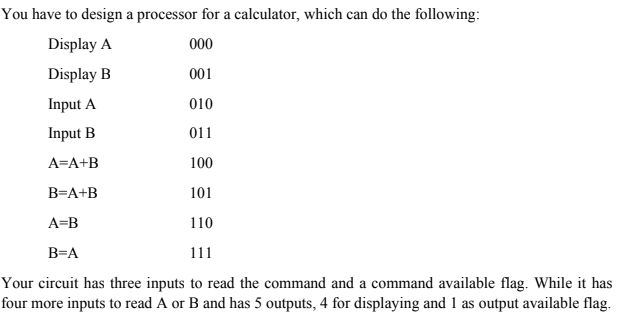 You have to design a processor for a calculator, which can do the following:
Display A 000
Display B 001
Input A 010
Input B 011
A=A+B 100
B=A+B 101
A=B 110
B=A 111
Your circuit has three inputs to read the command and a command available flag. While it has
four more inputs to read A or B and has 5 outputs, 4 for displaying and 1 as output available flag.